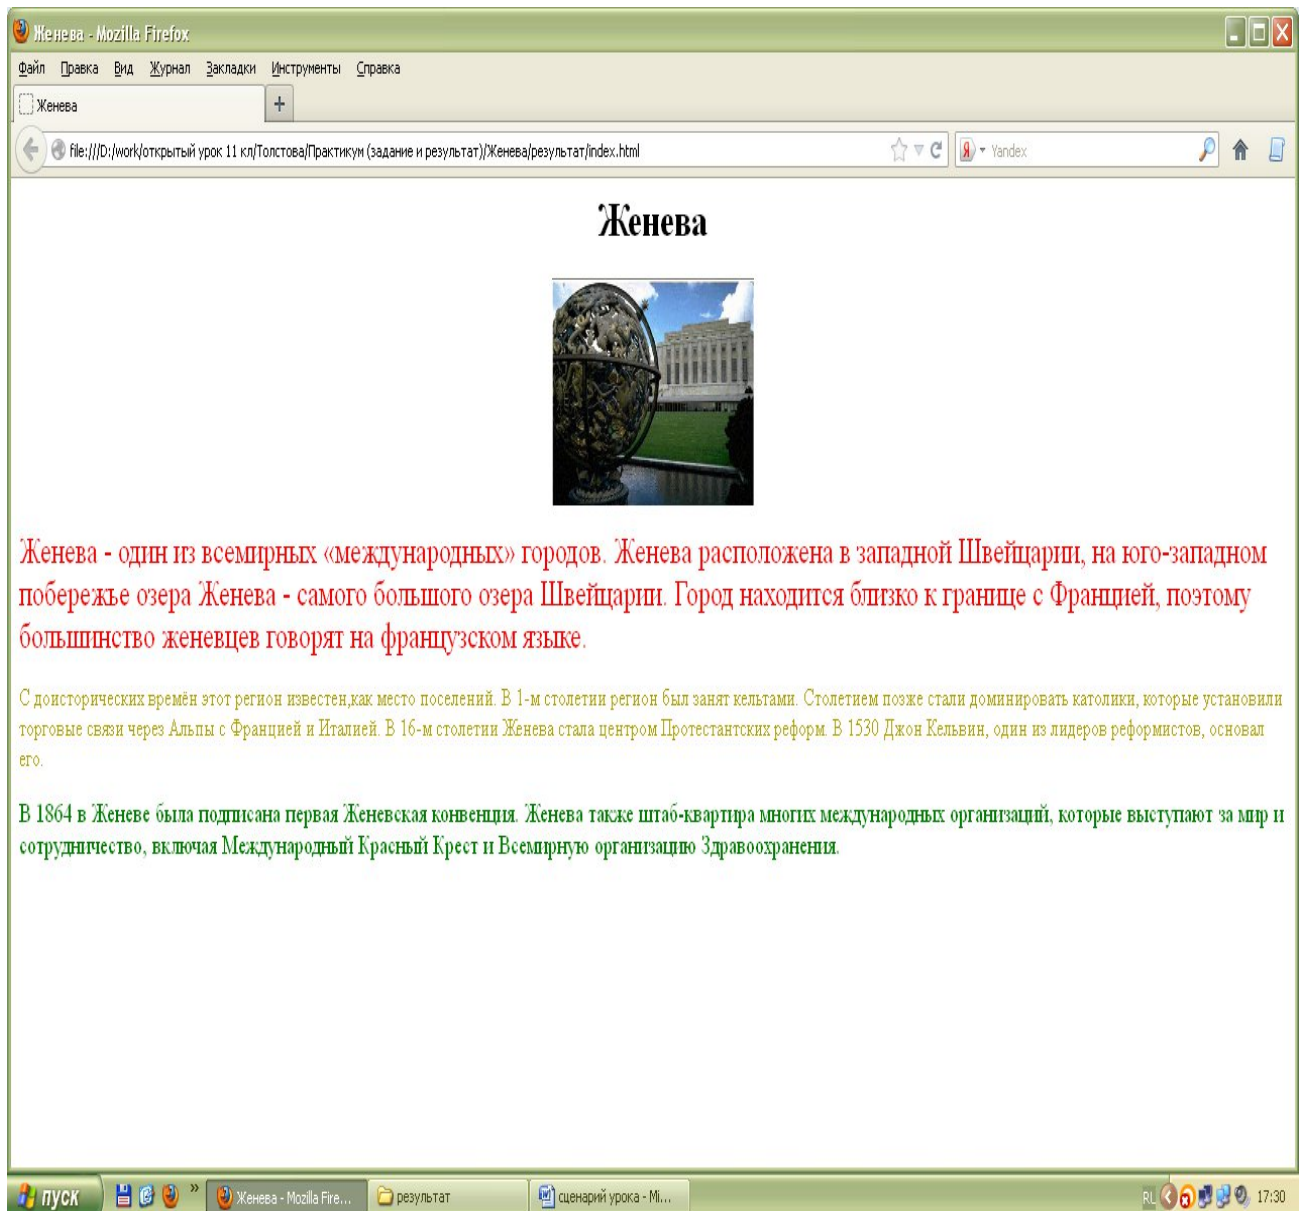 Женева - Mozilla Firefox
Файл Правка Вид Журнал Закладки Инструменты Справка
Женева +
file:///D:/work/открытый урок 11 кл/Толстова/Практикум (задание и результат)/Женева/результат/index.html Я Yandex
Женева
Женева - один из всемирных «международных» городов. Женева расположена в западной Швейцарии, на юго-западном
побережье озера Женева - самого большого озера Швейцарии. Город находится близко к границе с Францией, поэтому
большинство женевцев говорят на французском языке.
С доисторических времён этот регион известен,как место поселений. В 1-м столетии регион был занят кельтами. Столетием позже стали доминировать католики, которые установили
торговые связи через Альпы с Францией и Италией. В 16-м столетии Женева стала центром Протестантских реформ. В 1530 Джон Кельвин, один из лидеров реформистов, основал
его.
В 1864 в Женеве была подписана первая Женевская конвенция. Женева также штаб-квартира многих международных организаций, которые выступают за мир и
сотрудничество, включая Международный Красный Крест и Всемирную организацию Здравоохранения.
пуск » Женева - Mozilla Fire... результат сценарий урока - Mi... RL 17:30